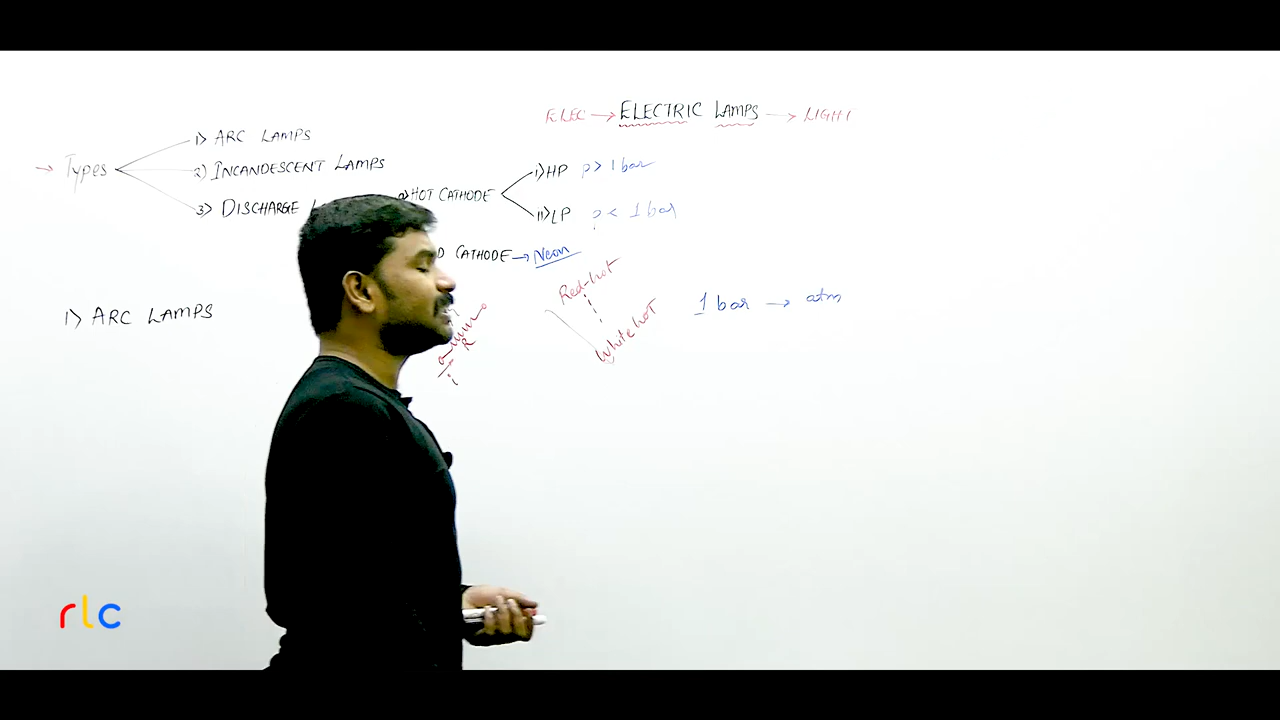 ELEC → ELECTRIC LAMPS → LIGHT
→ Types
1) ARC LAMPS
2) INCANDESCENT LAMPS
3) DISCHARGE L
a) HOT CATHODE
i) HP p > 1 bar
ii) LP p < 1 bar
D CATHODE → Neon
1) ARC LAMPS
R
Red-hot
White hot
1 bar → atm
rlc